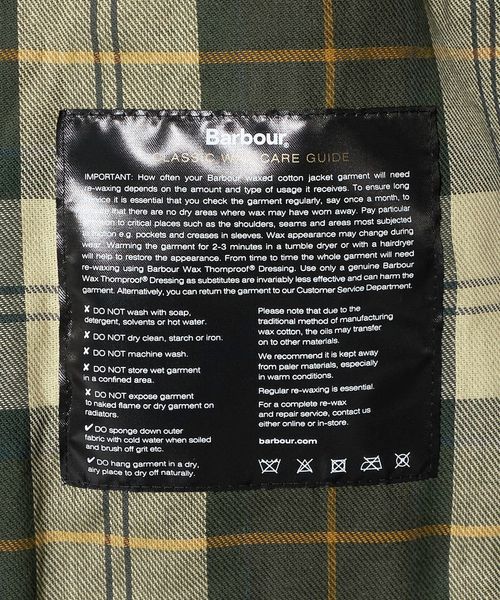 Barbour®
CLASSIC WAX CARE GUIDE
IMPORTANT: How often your Barbour waxed cotton jacket garment will need
re-waxing depends on the amount and type of usage it receives. To ensure long
service it is essential that you check the garment regularly, say once a month, to
ensure that there are no dry areas where wax may have worn away. Pay particular
attention to critical places such as the shoulders, seams and areas most subjected
to friction e.g. pockets and creases in sleeves. Wax appearance may change during
wear. Warming the garment for 2-3 minutes in a tumble dryer or with a hairdryer
will help to restore the appearance. From time to time the whole garment will need
re-waxing using Barbour Wax Thornproof® Dressing. Use only a genuine Barbour
Wax Thornproof® Dressing as substitutes are invariably less effective and can harm the
garment. Alternatively, you can return the garment to our Customer Service Department.
✘ DO NOT wash with soap,
detergent, solvents or hot water.
✘ DO NOT dry clean, starch or iron.
✘ DO NOT machine wash.
✘ DO NOT store wet garment
in a confined area.
✘ DO NOT expose garment
to naked flame or dry garment on
radiators.
✔ DO sponge down outer
fabric with cold water when soiled
and brush off grit etc.
✔ DO hang garment in a dry,
airy place to dry off naturally.
Please note that due to the
traditional method of manufacturing
wax cotton, the oils may transfer
on to other materials.
We recommend it is kept away
from paler materials, especially
in warm conditions.
Regular re-waxing is essential.
For a complete re-wax
and repair service, contact us
either online or in-store.
barbour.com